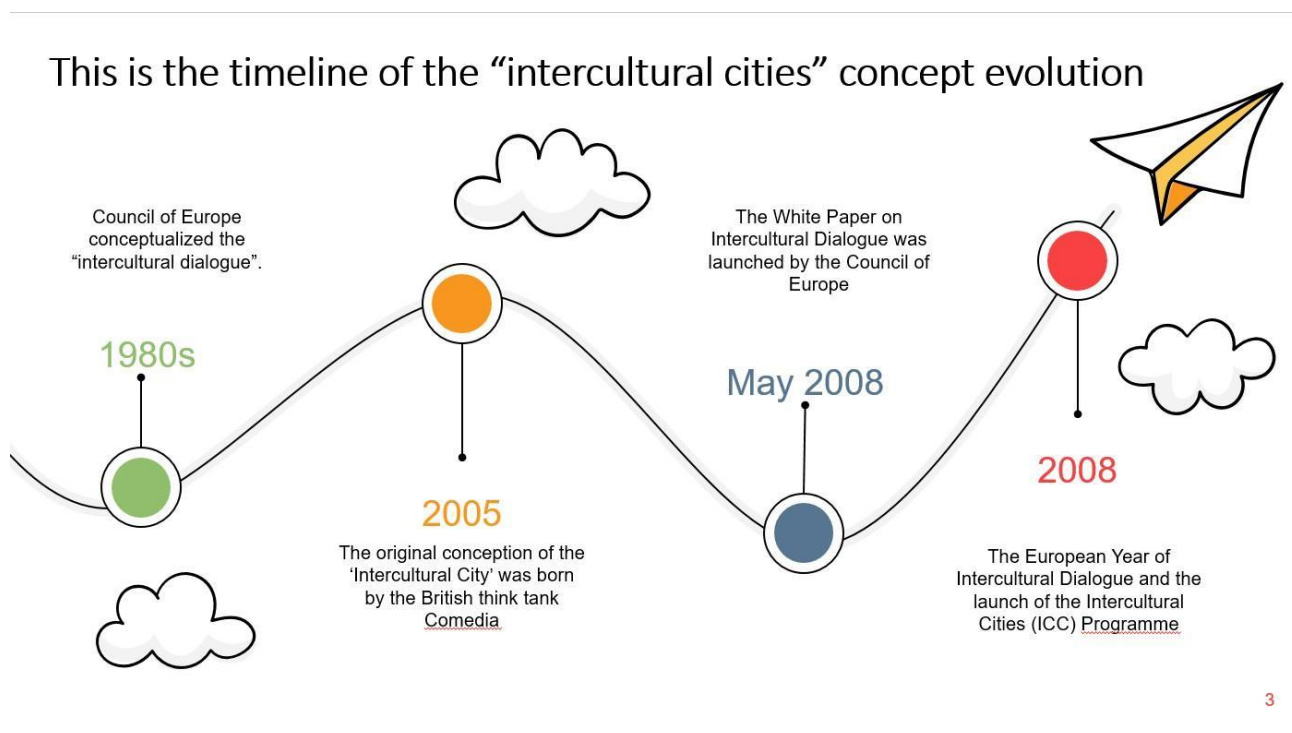 This is the timeline of the “intercultural cities” concept evolution
Council of Europe
conceptualized the
“intercultural dialogue”.
1980s
2005
The original conception of the
‘Intercultural City’ was born
by the British think tank
Comedia
The White Paper on
Intercultural Dialogue was
launched by the Council of
Europe
May 2008
2008
The European Year of
Intercultural Dialogue and the
launch of the Intercultural
Cities (ICC) Programme
3